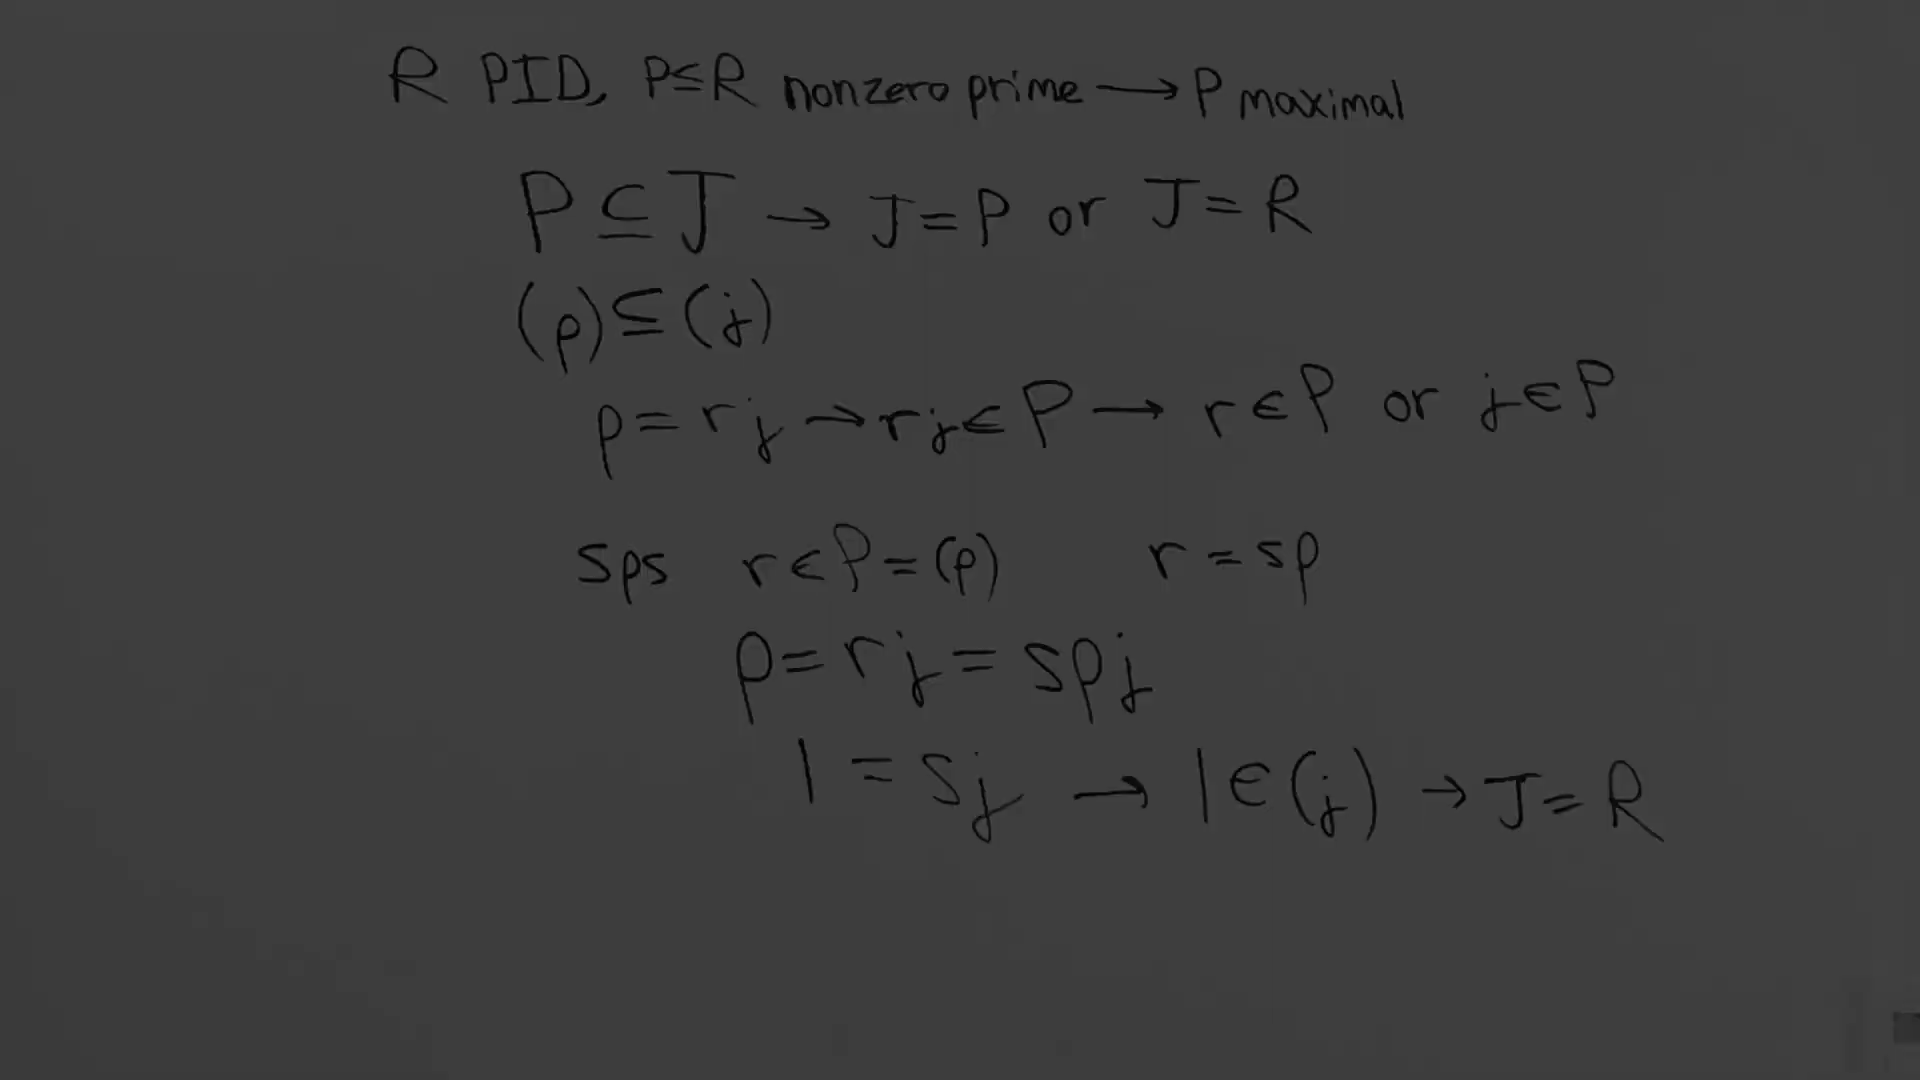 R PID, P≤R nonzero prime → P maximal
P ⊆ J → J = P or J = R
(p) ⊆ (j)
p = rj → rj ∈ P → r ∈ P or j ∈ P
Sps r ∈ P = (p) r = sp
p = rj = spj
1 = sj → 1 ∈ (j) → J = R